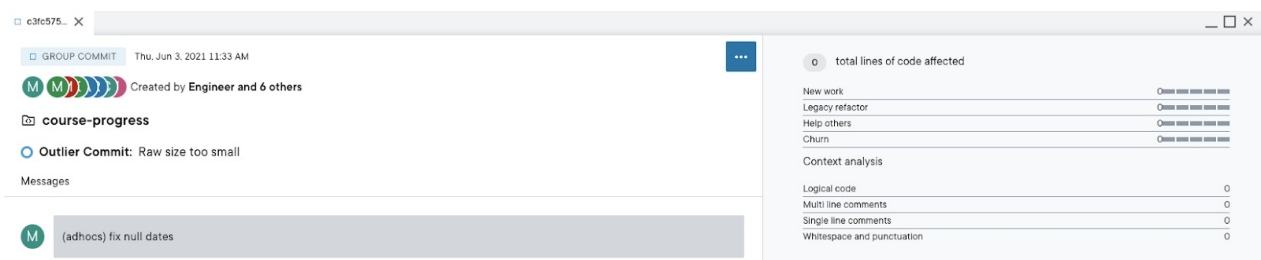 c3fc575...
GROUP COMMIT Thu, Jun 3, 2021 11:33 AM
M M Created by Engineer and 6 others
course-progress
Outlier Commit: Raw size too small
Messages
M (adhocs) fix null dates
0 total lines of code affected
New work 0
Legacy refactor 0
Help others 0
Churn 0
Context analysis
Logical code 0
Multi line comments 0
Single line comments 0
Whitespace and punctuation 0